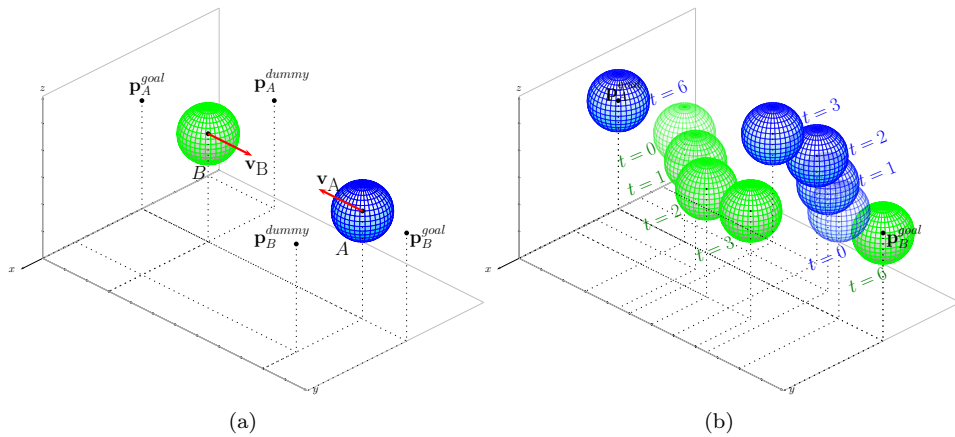 z
p_A^{goal}
p_A^{dummy}
v_B
B
v_A
A
p_B^{dummy}
p_B^{goal}
x
y
(a)
z
t = 6
t = 3
t = 2
t = 1
t = 0
t = 0
t = 1
t = 2
t = 3
t = 6
p_B^{goal}
x
y
(b)